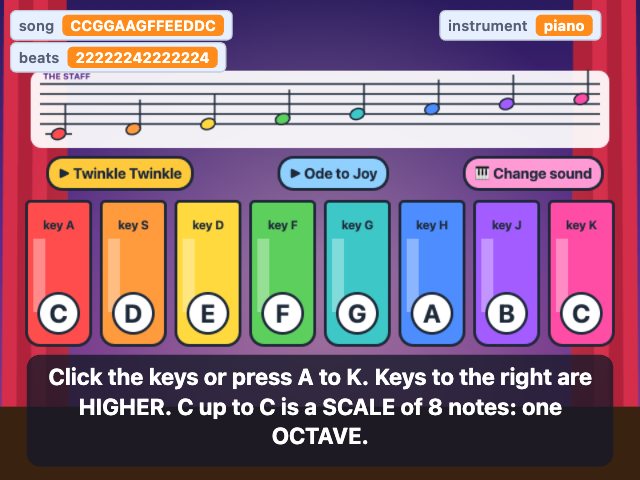 song CCGGAAGFFEEDDC
instrument piano
beats 22222242222224
THE STAFF
Twinkle Twinkle
Ode to Joy
Change sound
key A key S key D key F key G key H key J key K
C D E F G A B C
Click the keys or press A to K. Keys to the right are
HIGHER. C up to C is a SCALE of 8 notes: one
OCTAVE.